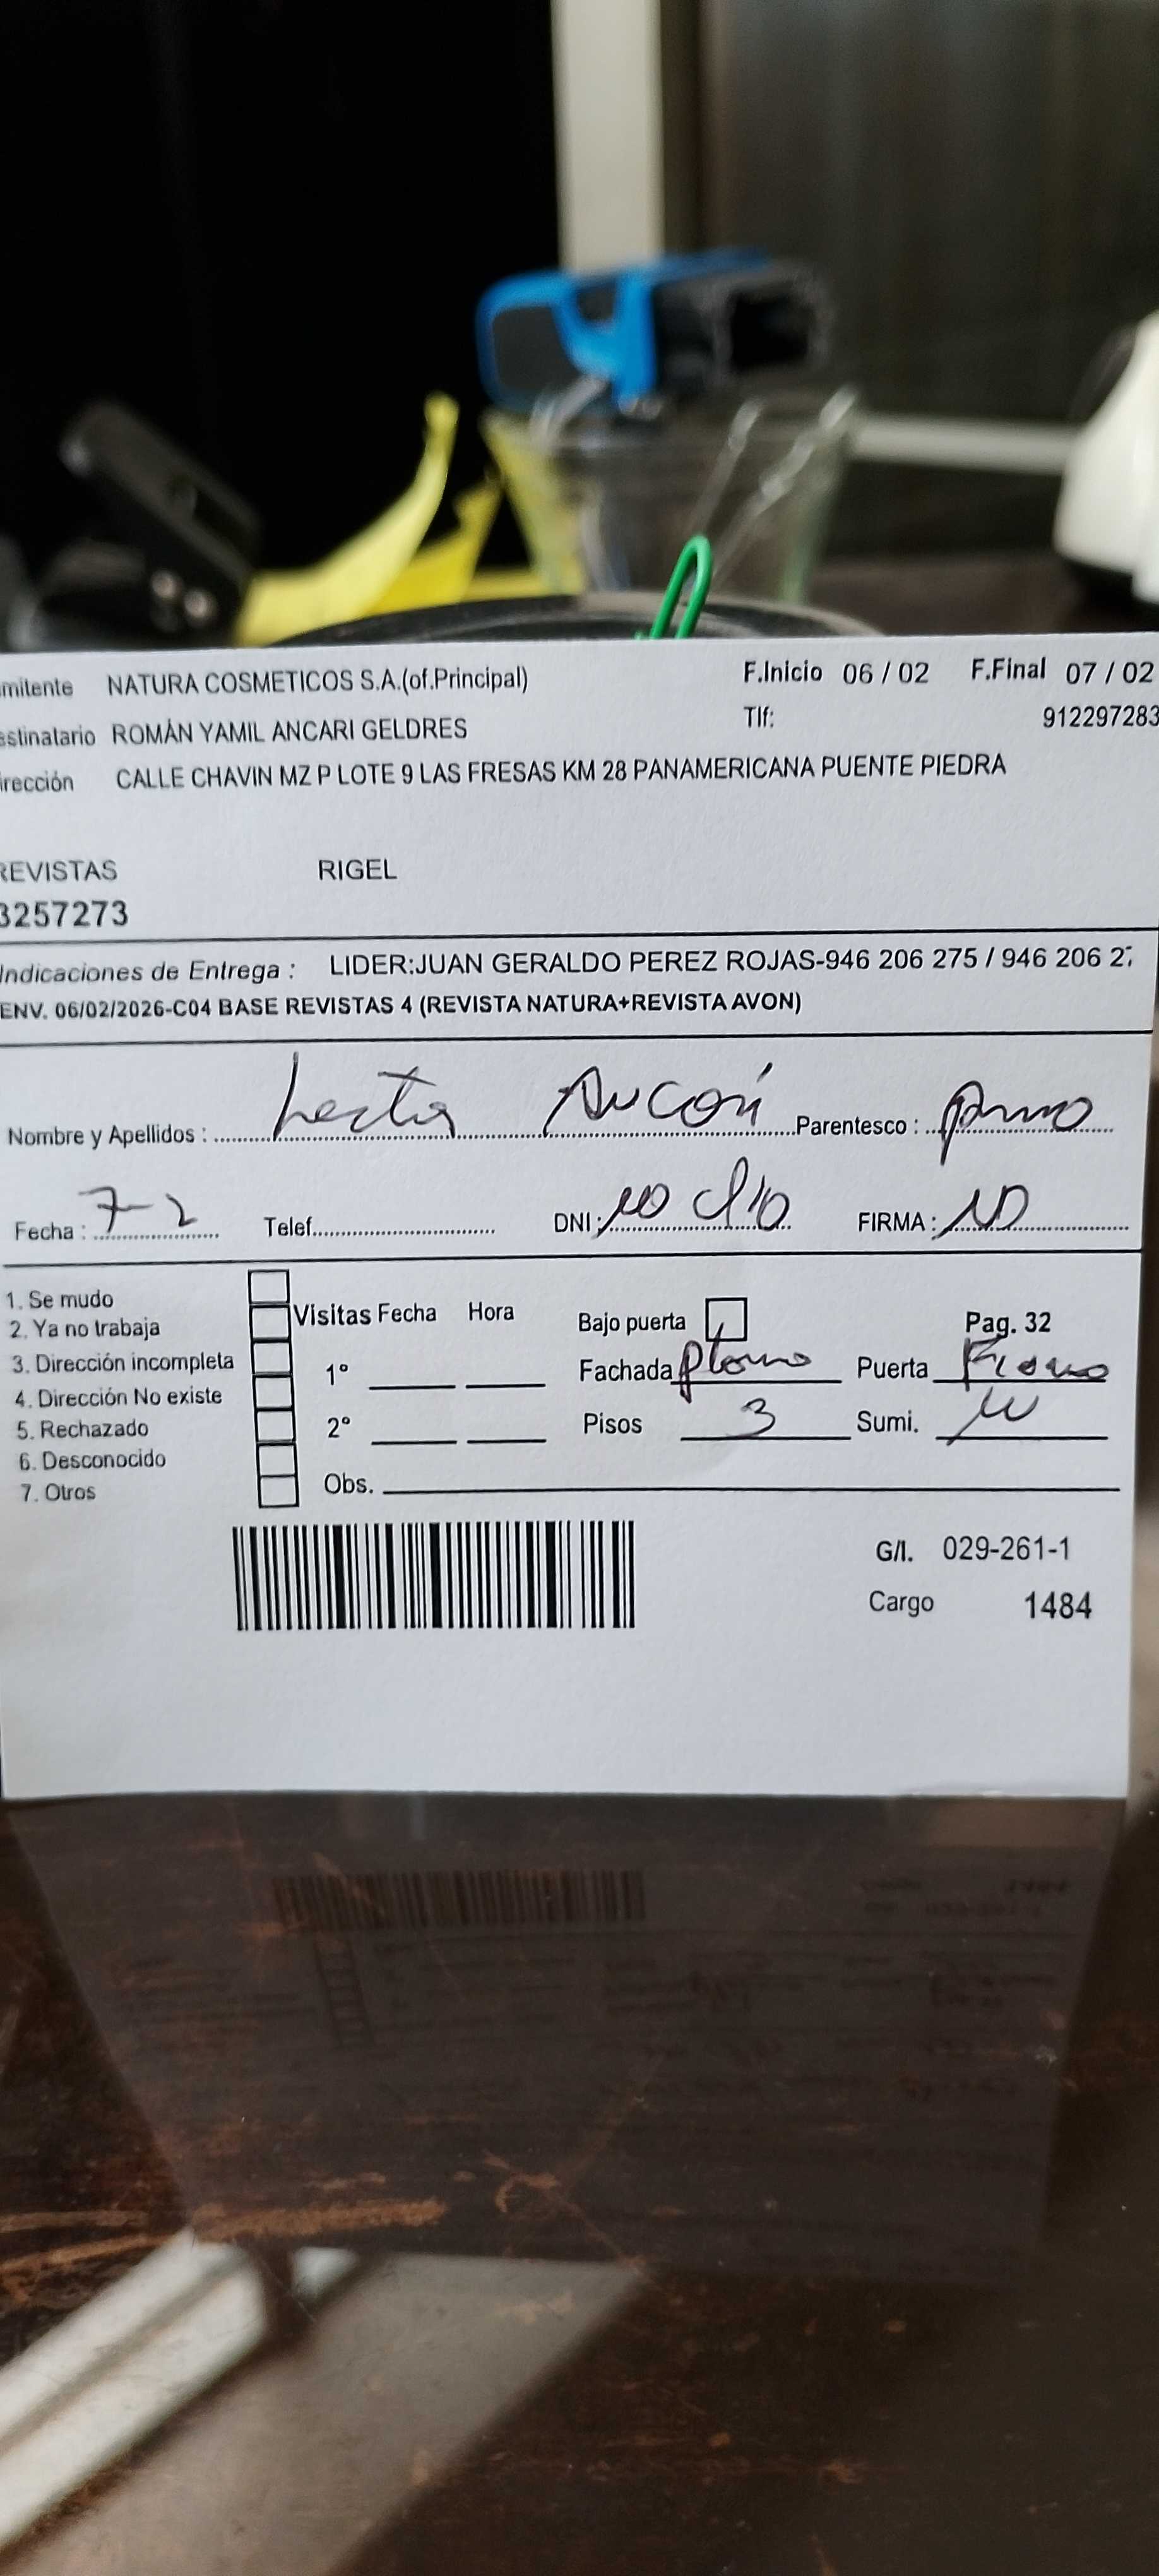 mitente NATURA COSMETICOS S.A.(of.Principal) F.Inicio 06 / 02 F.Final 07 / 02
estinatario ROMÁN YAMIL ANCARI GELDRES Tlf: 912297283
irección CALLE CHAVIN MZ P LOTE 9 LAS FRESAS KM 28 PANAMERICANA PUENTE PIEDRA
REVISTAS RIGEL
3257273
Indicaciones de Entrega : LIDER:JUAN GERALDO PEREZ ROJAS-946 206 275 / 946 206 2
ENV. 06/02/2026-C04 BASE REVISTAS 4 (REVISTA NATURA+REVISTA AVON)
Nombre y Apellidos : Parentesco :
Fecha : 7-2 Telef. DNI : no dio FIRMA :
1. Se mudo
2. Ya no trabaja
3. Dirección incompleta
4. Dirección No existe
5. Rechazado
6. Desconocido
7. Otros
Visitas Fecha Hora
1°
2°
Obs.
Bajo puerta Pag. 32
Fachada plomo Puerta Fierro
Pisos 3 Sumi.
G/I. 029-261-1
Cargo 1484